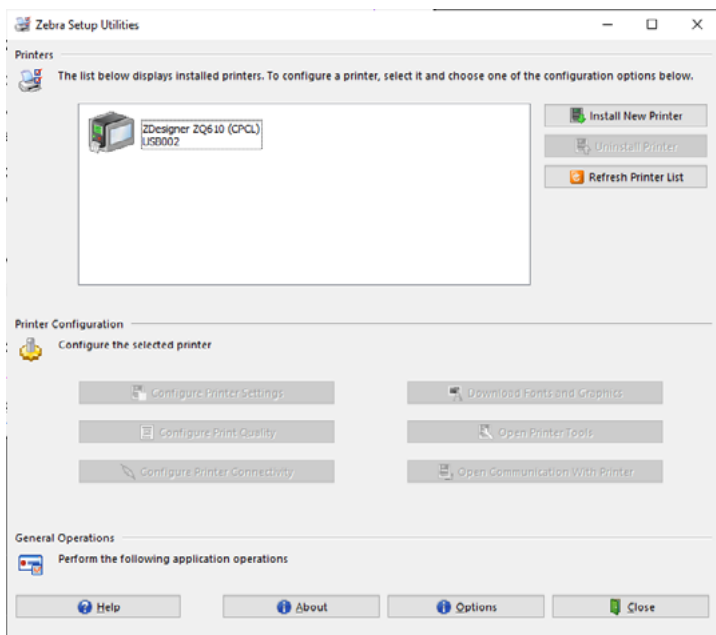 Zebra Setup Utilities
Printers
The list below displays installed printers. To configure a printer, select it and choose one of the configuration options below.
ZDesigner ZQ610 (CPCL)
USB002
Install New Printer
Uninstall Printer
Refresh Printer List
Printer Configuration
Configure the selected printer
Configure Printer Settings
Download Fonts and Graphics
Configure Print Quality
Open Printer Tools
Configure Printer Connectivity
Open Communication With Printer
General Operations
Perform the following application operations
Help
About
Options
Close